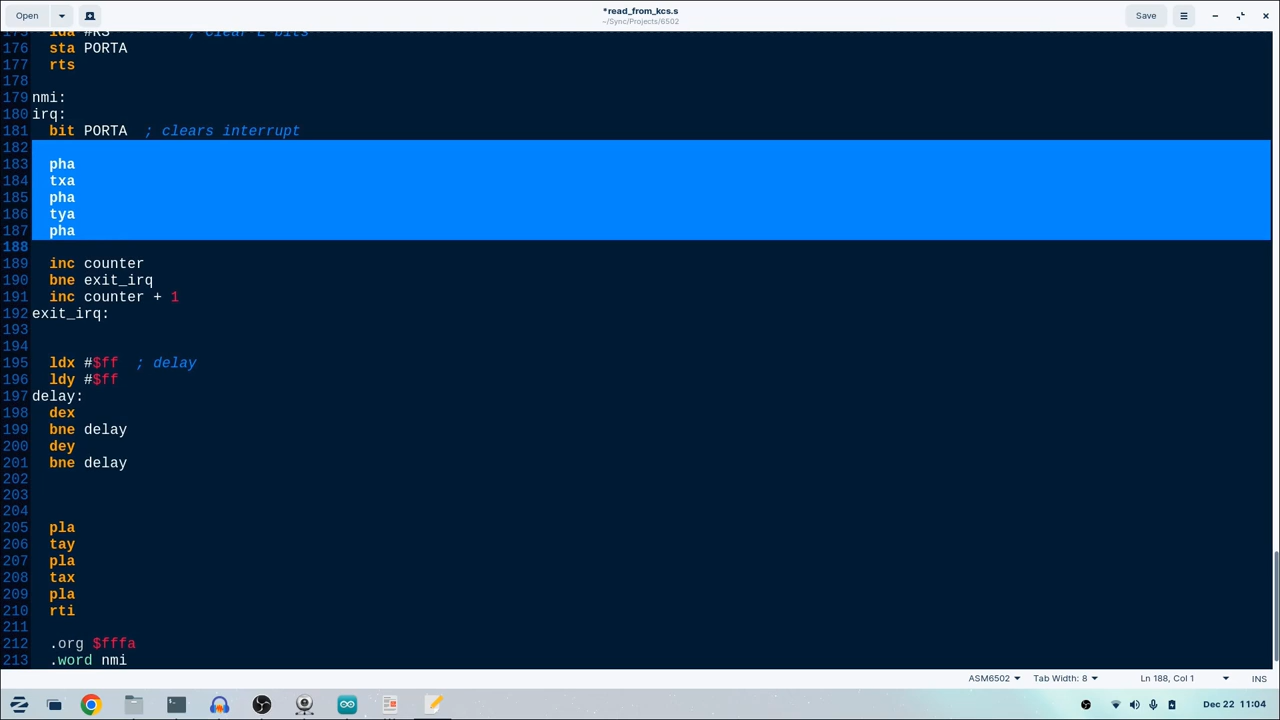 Open
*read_from_kcs.s
~/Sync/Projects/6502
Save
175 lda #RS ; clear E bits
176 sta PORTA
177 rts
178
179 nmi:
180 irq:
181 bit PORTA ; clears interrupt
182
183 pha
184 txa
185 pha
186 tya
187 pha
188
189 inc counter
190 bne exit_irq
191 inc counter + 1
192 exit_irq:
193
194
195 ldx #$ff ; delay
196 ldy #$ff
197 delay:
198 dex
199 bne delay
200 dey
201 bne delay
202
203
204
205 pla
206 tay
207 pla
208 tax
209 pla
210 rti
211
212 .org $fffa
213 .word nmi
ASM6502 Tab Width: 8 Ln 188, Col 1 INS
Dec 22 11:04